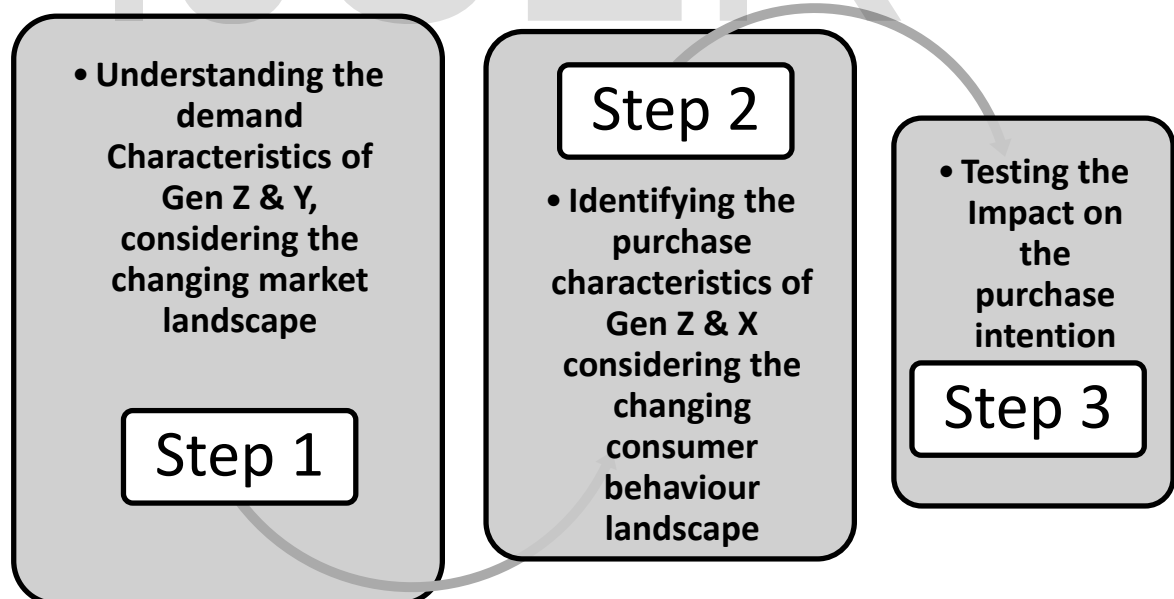 • Understanding the
demand
Characteristics of
Gen Z & Y,
considering the
changing market
landscape
Step 1
Step 2
• Identifying the
purchase
characteristics of
Gen Z & X
considering the
changing
consumer
behaviour
landscape
• Testing the
Impact on
the
purchase
intention
Step 3